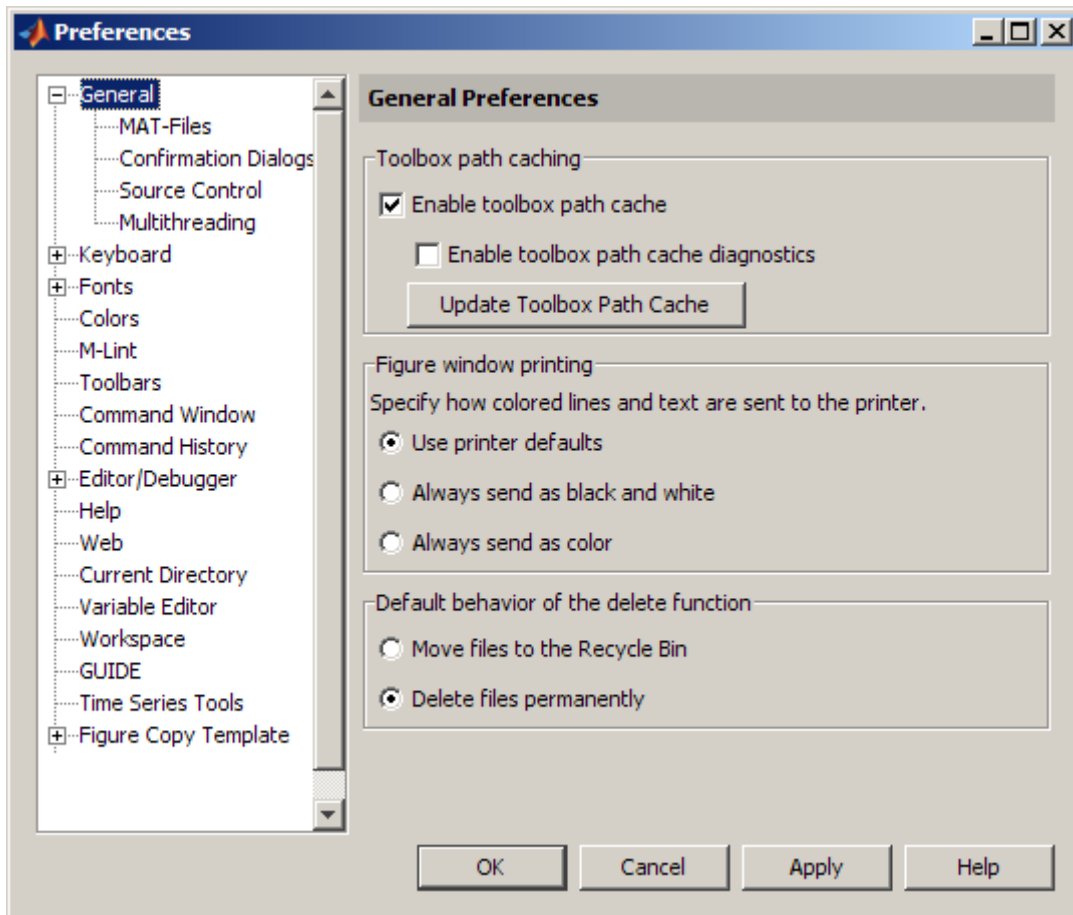 Preferences
General
MAT-Files
Confirmation Dialogs
Source Control
Multithreading
Keyboard
Fonts
Colors
M-Lint
Toolbars
Command Window
Command History
Editor/Debugger
Help
Web
Current Directory
Variable Editor
Workspace
GUIDE
Time Series Tools
Figure Copy Template
General Preferences
Toolbox path caching
Enable toolbox path cache
Enable toolbox path cache diagnostics
Update Toolbox Path Cache
Figure window printing
Specify how colored lines and text are sent to the printer.
Use printer defaults
Always send as black and white
Always send as color
Default behavior of the delete function
Move files to the Recycle Bin
Delete files permanently
OK Cancel Apply Help